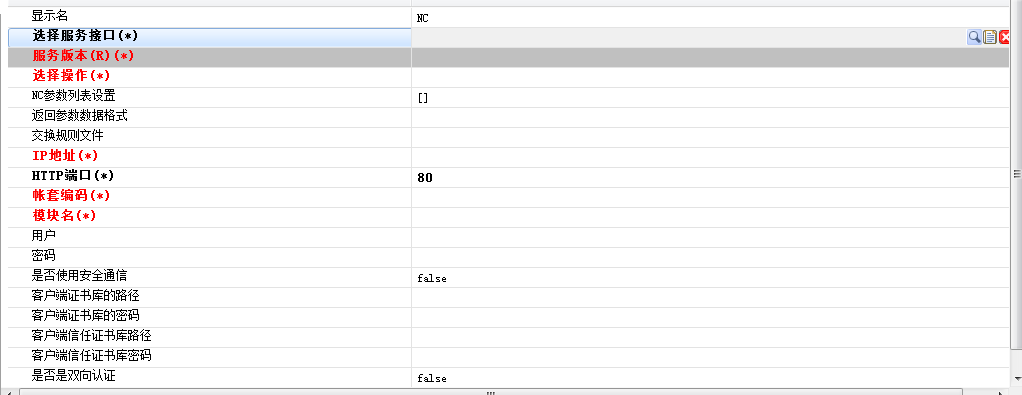 显示名 NC
选择服务接口(*)
服务版本(R)(*)
选择操作(*)
NC参数列表设置 []
返回参数数据格式
交换规则文件
IP地址(*)
HTTP端口(*) 80
帐套编码(*)
模块名(*)
用户
密码
是否使用安全通信 false
客户端证书库的路径
客户端证书库的密码
客户端信任证书库路径
客户端信任证书库密码
是否是双向认证 false